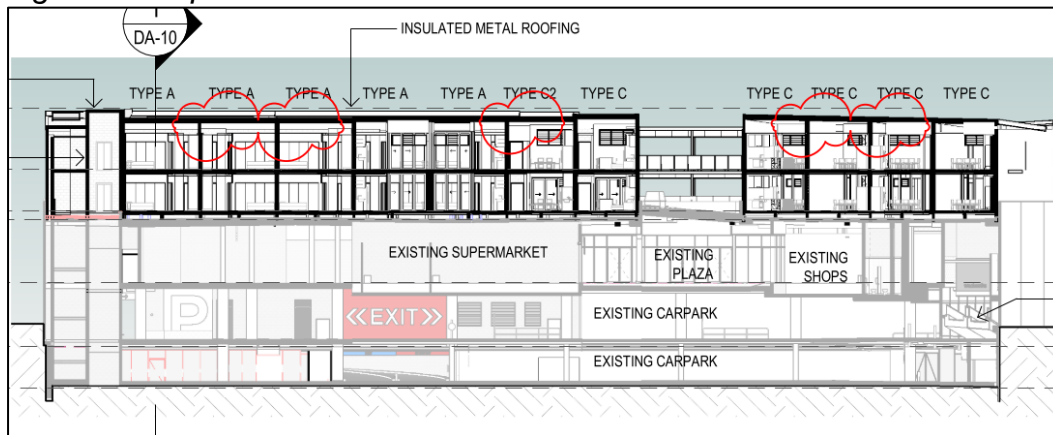 DA-10
INSULATED METAL ROOFING
TYPE A TYPE A TYPE A TYPE A TYPE A TYPE C2 TYPE C TYPE C TYPE C TYPE C TYPE C
EXISTING SUPERMARKET
EXISTING
PLAZA
EXISTING
SHOPS
P
<<EXIT>>
EXISTING CARPARK
EXISTING CARPARK